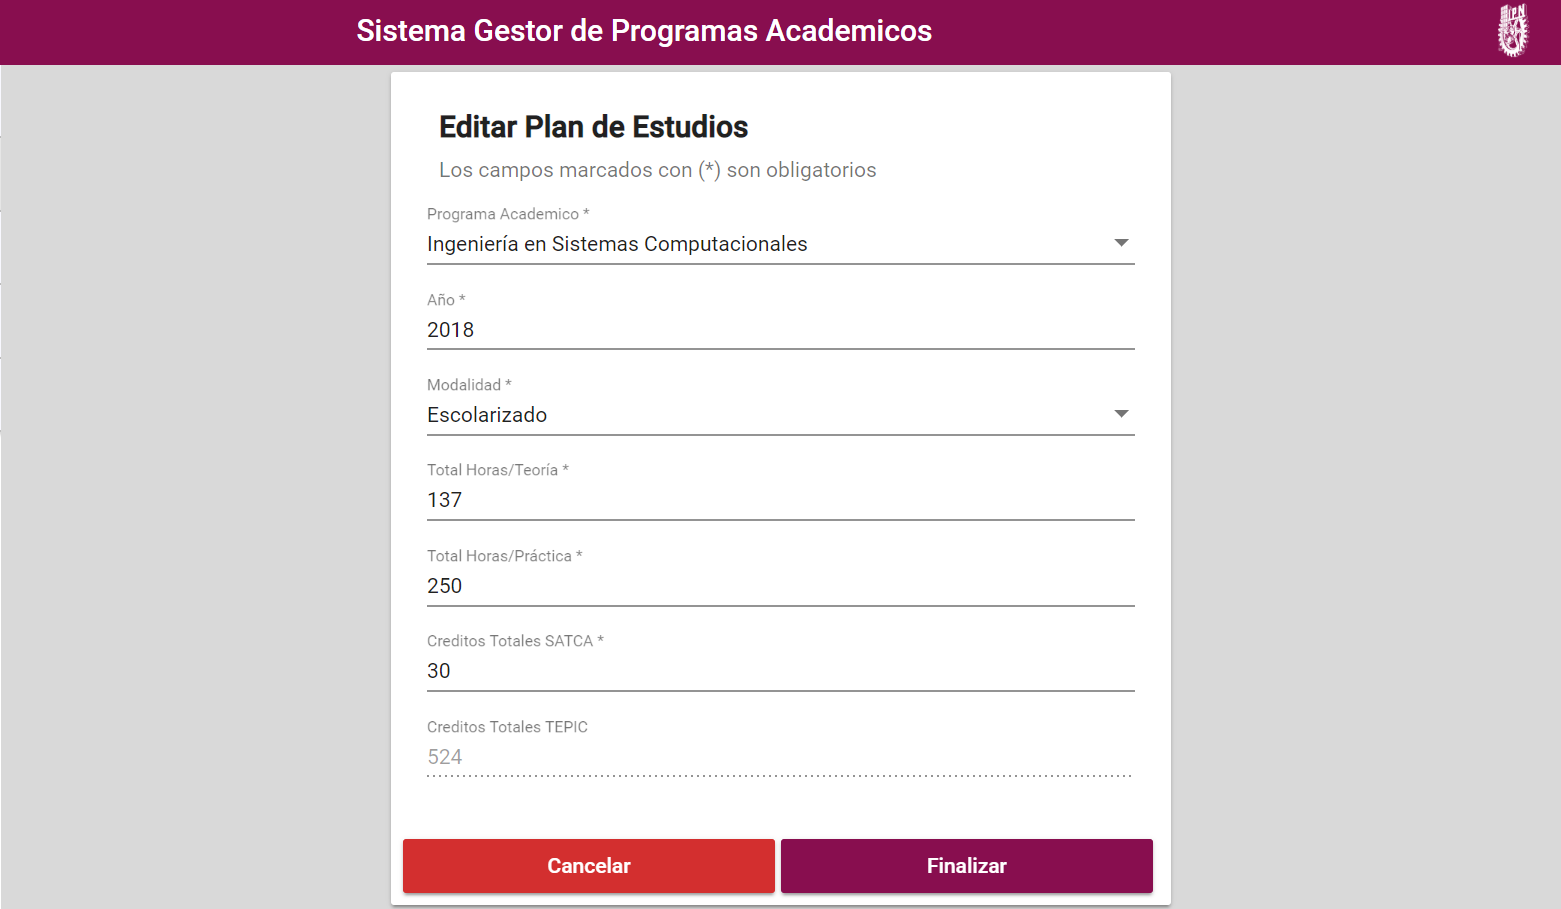 Sistema Gestor de Programas Academicos
IPN
Editar Plan de Estudios
Los campos marcados con (*) son obligatorios
Programa Academico *
Ingeniería en Sistemas Computacionales
Año *
2018
Modalidad *
Escolarizado
Total Horas/Teoría *
137
Total Horas/Práctica *
250
Creditos Totales SATCA *
30
Creditos Totales TEPIC
524
Cancelar
Finalizar